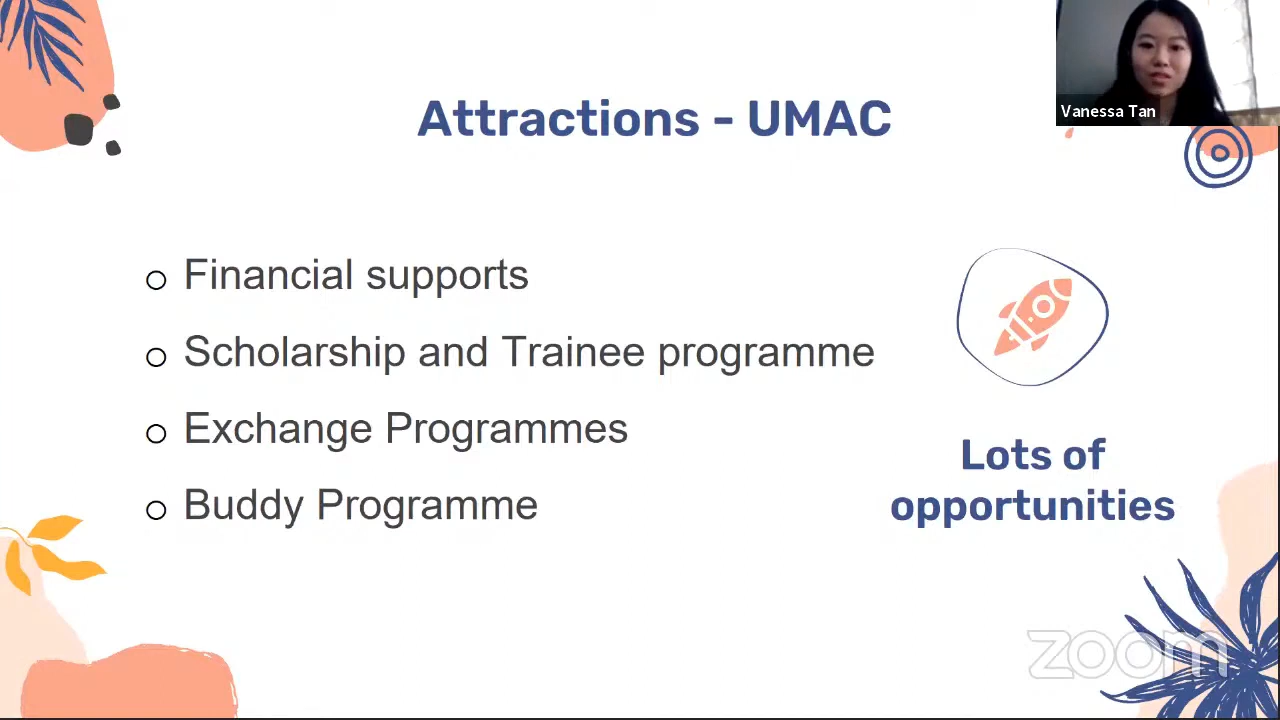 Vanessa Tan
Attractions - UMAC
Financial supports
Scholarship and Trainee programme
Exchange Programmes
Buddy Programme
Lots of
opportunities
zoom